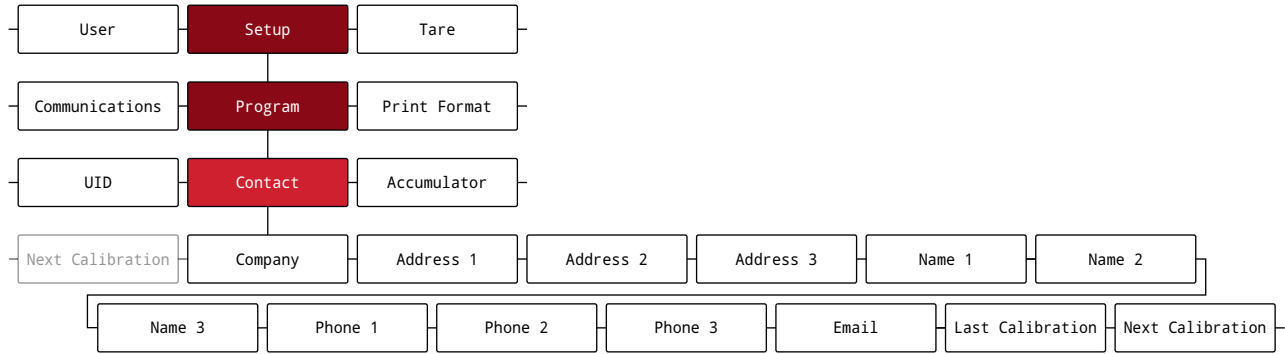 User Setup Tare
Communications Program Print Format
UID Contact Accumulator
Next Calibration Company Address 1 Address 2 Address 3 Name 1 Name 2
Name 3 Phone 1 Phone 2 Phone 3 Email Last Calibration Next Calibration